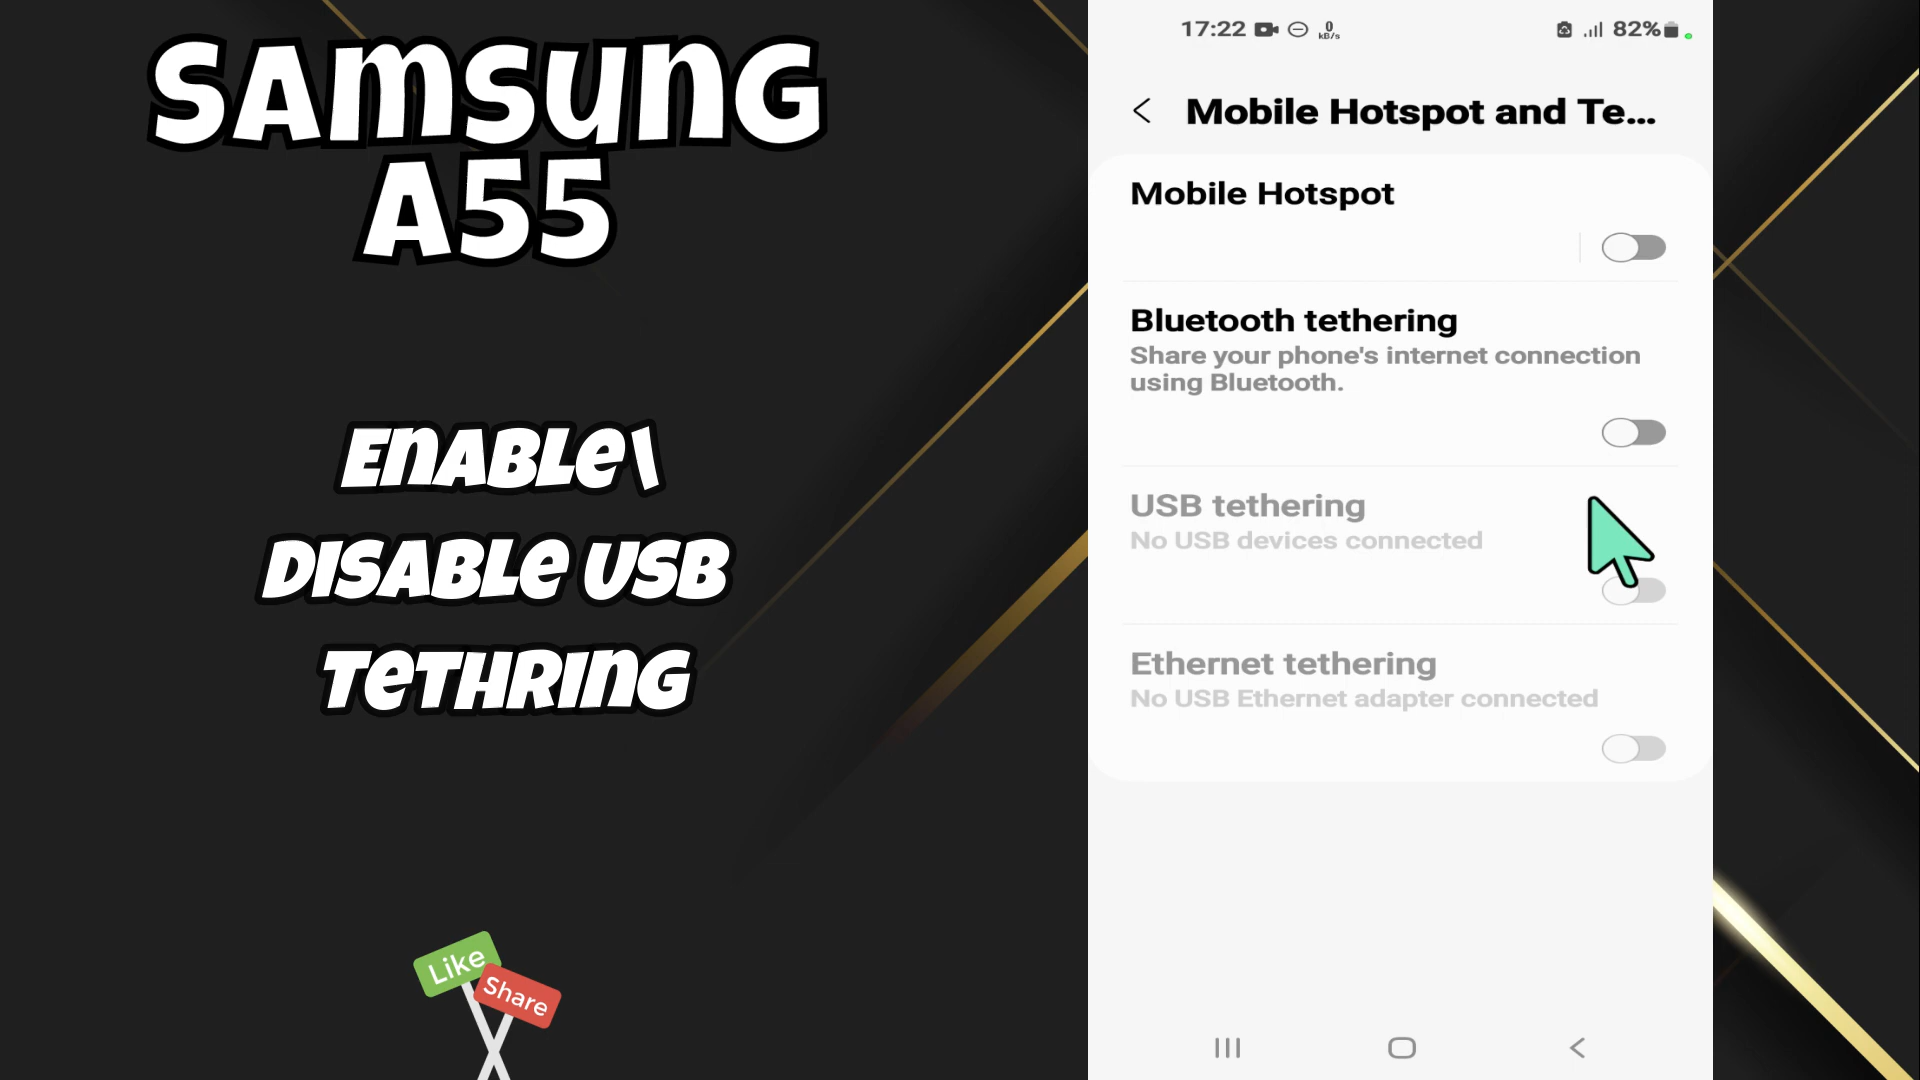 Samsung
A55
Enable\
Disable USB
Tethring
Like
Share
17:22
0
kB/s
82%
Mobile Hotspot and Te...
Mobile Hotspot
Bluetooth tethering
Share your phone's internet connection
using Bluetooth.
USB tethering
No USB devices connected
Ethernet tethering
No USB Ethernet adapter connected